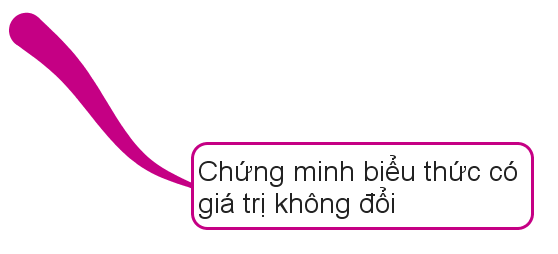 Chứng minh biểu thức có
giá trị không đổi